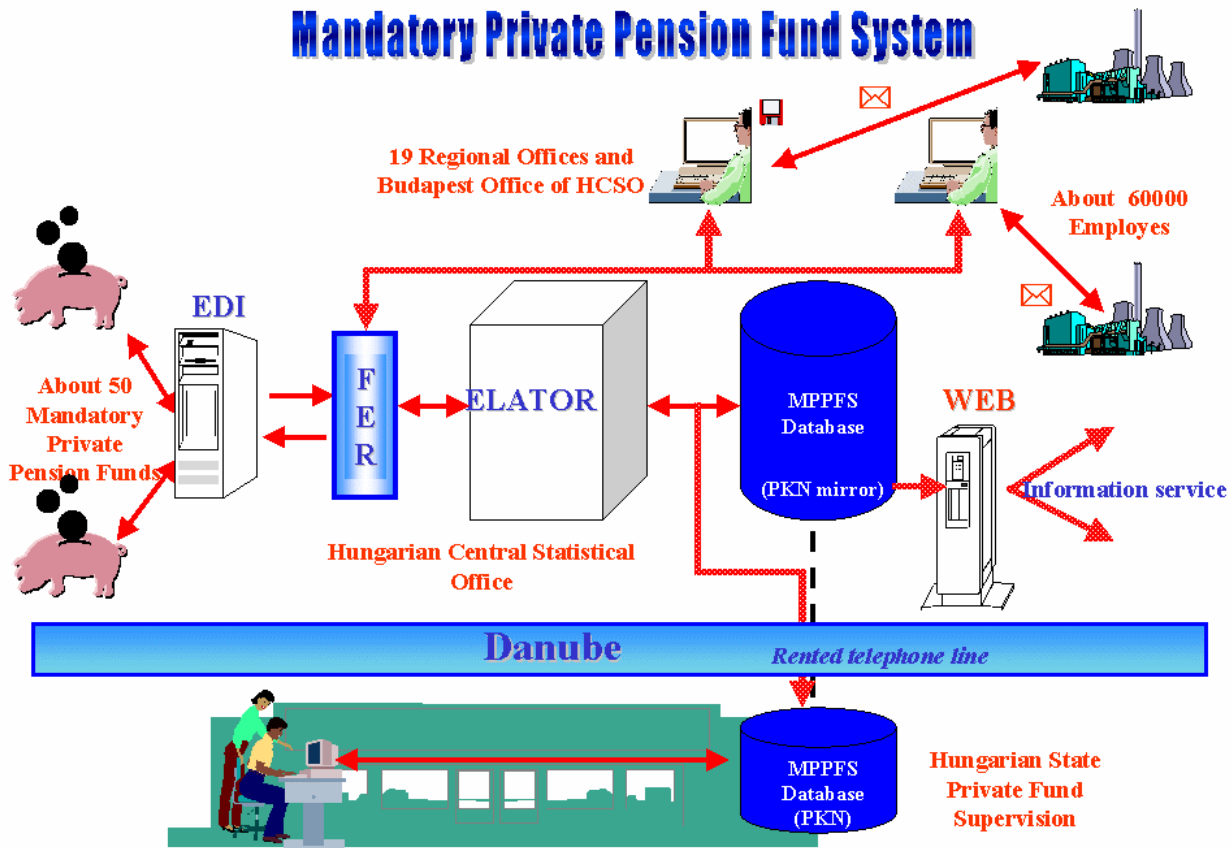 Mandatory Private Pension Fund System
19 Regional Offices and
Budapest Office of HCSO
About 60000
Employes
EDI
About 50
Mandatory
Private
Pension Funds
F
E
R
ELATOR
MPPFS
Database
(PKN mirror)
WEB
Information service
Hungarian Central Statistical
Office
Danube
Rented telephone line
MPPFS
Database
(PKN)
Hungarian State
Private Fund
Supervision